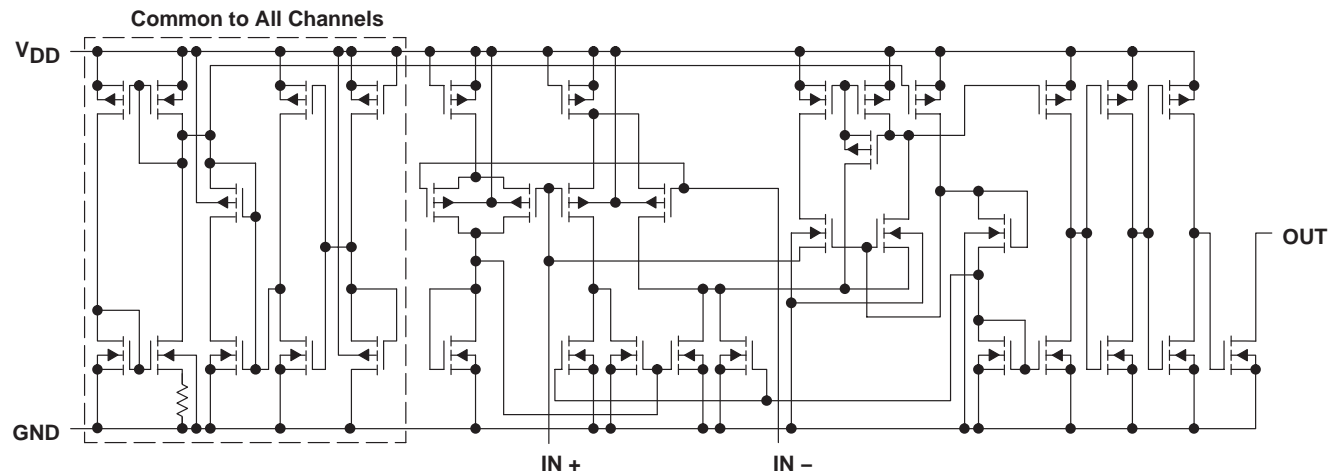 Common to All Channels
VDD
OUT
GND
IN +
IN –